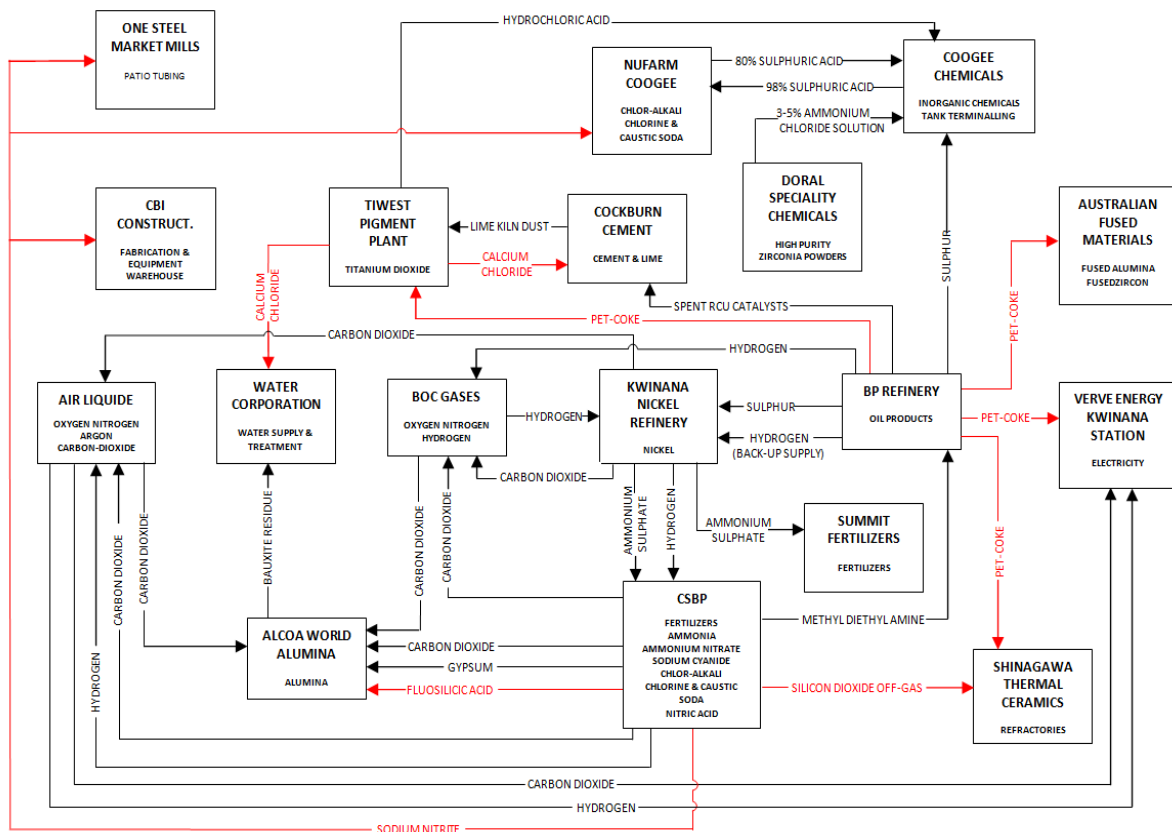 HYDROCHLORIC ACID
ONE STEEL
MARKET MILLS
PATIO TUBING
NUFARM
COOGEE
CHLOR-ALKALI
CHLORINE &
CAUSTIC SODA
80% SULPHURIC ACID
98% SULPHURIC ACID
3-5% AMMONIUM
CHLORIDE SOLUTION
COOGEE
CHEMICALS
INORGANIC CHEMICALS
TANK TERMINALLING
CBI
CONSTRUCT.
FABRICATION &
EQUIPMENT
WAREHOUSE
TIWEST
PIGMENT
PLANT
TITANIUM DIOXIDE
LIME KILN DUST
CALCIUM
CHLORIDE
COCKBURN
CEMENT
CEMENT & LIME
DORAL
SPECIALITY
CHEMICALS
HIGH PURITY
ZIRCONIA POWDERS
SULPHUR
AUSTRALIAN
FUSED
MATERIALS
FUSED ALUMINA
FUSEDZIRCON
CALCIUM
CHLORIDE
SPENT RCU CATALYSTS
PET-COKE
PET-COKE
CARBON DIOXIDE
HYDROGEN
AIR LIQUIDE
OXYGEN NITROGEN
ARGON
CARBON-DIOXIDE
WATER
CORPORATION
WATER SUPPLY &
TREATMENT
BOC GASES
OXYGEN NITROGEN
HYDROGEN
HYDROGEN
KWINANA
NICKEL
REFINERY
NICKEL
SULPHUR
HYDROGEN
(BACK-UP SUPPLY)
BP REFINERY
OIL PRODUCTS
PET-COKE
VERVE ENERGY
KWINANA
STATION
ELECTRICITY
CARBON DIOXIDE
HYDROGEN
CARBON DIOXIDE
CARBON DIOXIDE
BAUXITE RESIDUE
CARBON DIOXIDE
CARBON DIOXIDE
AMMONIUM
SULPHATE
HYDROGEN
AMMONIUM
SULPHATE
SUMMIT
FERTILIZERS
FERTILIZERS
PET-COKE
ALCOA WORLD
ALUMINA
ALUMINA
CARBON DIOXIDE
GYPSUM
FLUOSILICIC ACID
CSBP
FERTILIZERS
AMMONIA
AMMONIUM NITRATE
SODIUM CYANIDE
CHLOR-ALKALI
CHLORINE & CAUSTIC
SODA
NITRIC ACID
METHYL DIETHYL AMINE
SILICON DIOXIDE OFF-GAS
SHINAGAWA
THERMAL
CERAMICS
REFRACTORIES
CARBON DIOXIDE
HYDROGEN
SODIUM NITRITE